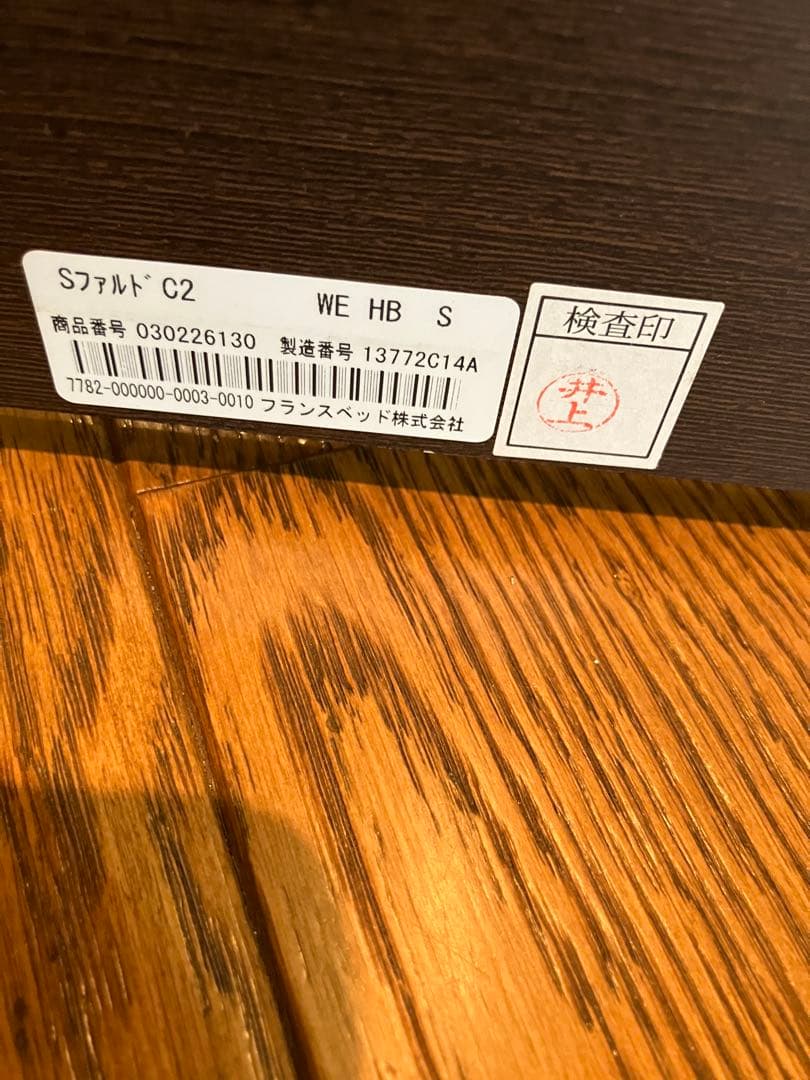 Sファルド C2 WE HB S
商品番号 030226130 製造番号 13772C14A
7782-000000-0003-0010 フランスベッド株式会社
検査印
井上